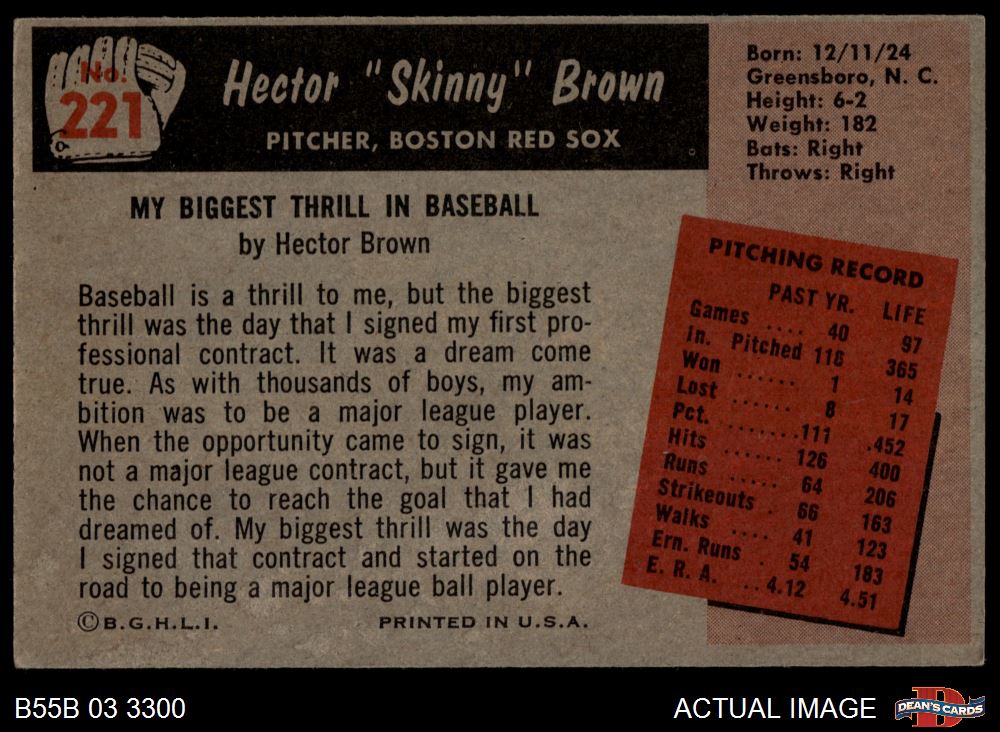 No.
221
Hector "Skinny" Brown
PITCHER, BOSTON RED SOX
Born: 12/11/24
Greensboro, N. C.
Height: 6-2
Weight: 182
Bats: Right
Throws: Right
MY BIGGEST THRILL IN BASEBALL
by Hector Brown
Baseball is a thrill to me, but the biggest
thrill was the day that I signed my first pro-
fessional contract. It was a dream come
true. As with thousands of boys, my am-
bition was to be a major league player.
When the opportunity came to sign, it was
not a major league contract, but it gave me
the chance to reach the goal that I had
dreamed of. My biggest thrill was the day
I signed that contract and started on the
road to being a major league ball player.
©B.G.H.L.I. PRINTED IN U.S.A.
PITCHING RECORD
PAST YR. LIFE
Games .... 40 97
In. Pitched 118 365
Won ...... 1 14
Lost ...... 8 17
Pct. ...... .111 .452
Hits ...... 126 400
Runs ...... 64 206
Strikeouts . 66 163
Walks .... 41 123
Ern. Runs . 54 183
E. R. A. .. 4.12 4.51
B55B 03 3300
ACTUAL IMAGE
D
DEAN'S CARDS